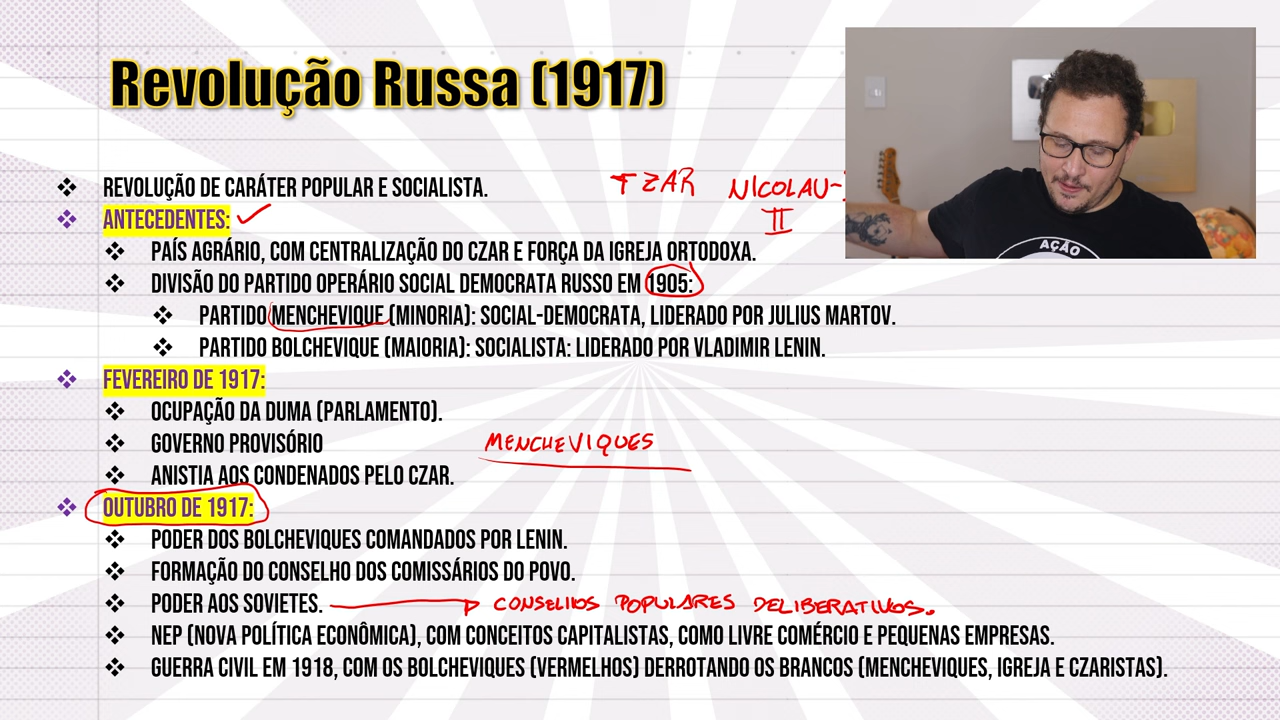 Revolução Russa (1917)
REVOLUÇÃO DE CARÁTER POPULAR E SOCIALISTA.
TZAR NICOLAU-
II
AÇÃO
ANTECEDENTES:
PAÍS AGRÁRIO, COM CENTRALIZAÇÃO DO CZAR E FORÇA DA IGREJA ORTODOXA.
DIVISÃO DO PARTIDO OPERÁRIO SOCIAL DEMOCRATA RUSSO EM 1905:
PARTIDO MENCHEVIQUE (MINORIA): SOCIAL-DEMOCRATA, LIDERADO POR JULIUS MARTOV.
PARTIDO BOLCHEVIQUE (MAIORIA): SOCIALISTA: LIDERADO POR VLADIMIR LENIN.
FEVEREIRO DE 1917:
OCUPAÇÃO DA DUMA (PARLAMENTO).
GOVERNO PROVISÓRIO MENCHEVIQUES
ANISTIA AOS CONDENADOS PELO CZAR.
OUTUBRO DE 1917:
PODER DOS BOLCHEVIQUES COMANDADOS POR LENIN.
FORMAÇÃO DO CONSELHO DOS COMISSÁRIOS DO POVO.
PODER AOS SOVIETES. CONSELHOS POPULARES DELIBERATIVOS.
NEP (NOVA POLÍTICA ECONÔMICA), COM CONCEITOS CAPITALISTAS, COMO LIVRE COMÉRCIO E PEQUENAS EMPRESAS.
GUERRA CIVIL EM 1918, COM OS BOLCHEVIQUES (VERMELHOS) DERROTANDO OS BRANCOS (MENCHEVIQUES, IGREJA E CZARISTAS).